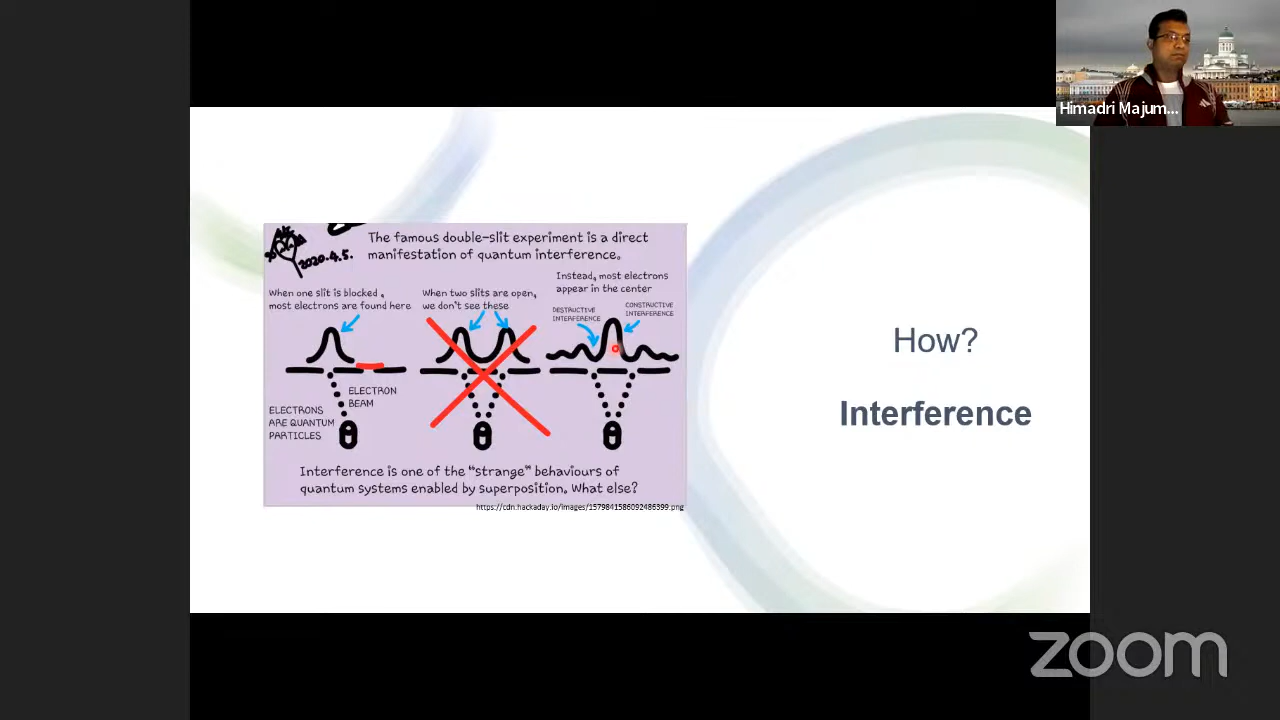 Himadri Majum...
2020.4.5.
The famous double-slit experiment is a direct
manifestation of quantum interference.
When one slit is blocked,
most electrons are found here
When two slits are open,
we don't see these
Instead, most electrons
appear in the center
DESTRUCTIVE
INTERFERENCE
CONSTRUCTIVE
INTERFERENCE
ELECTRON
BEAM
ELECTRONS
ARE QUANTUM
PARTICLES
Interference is one of the "strange" behaviours of
quantum systems enabled by superposition. What else?
https://cdn.hackaday.io/images/1579841586092486399.png
How?
Interference
zoom